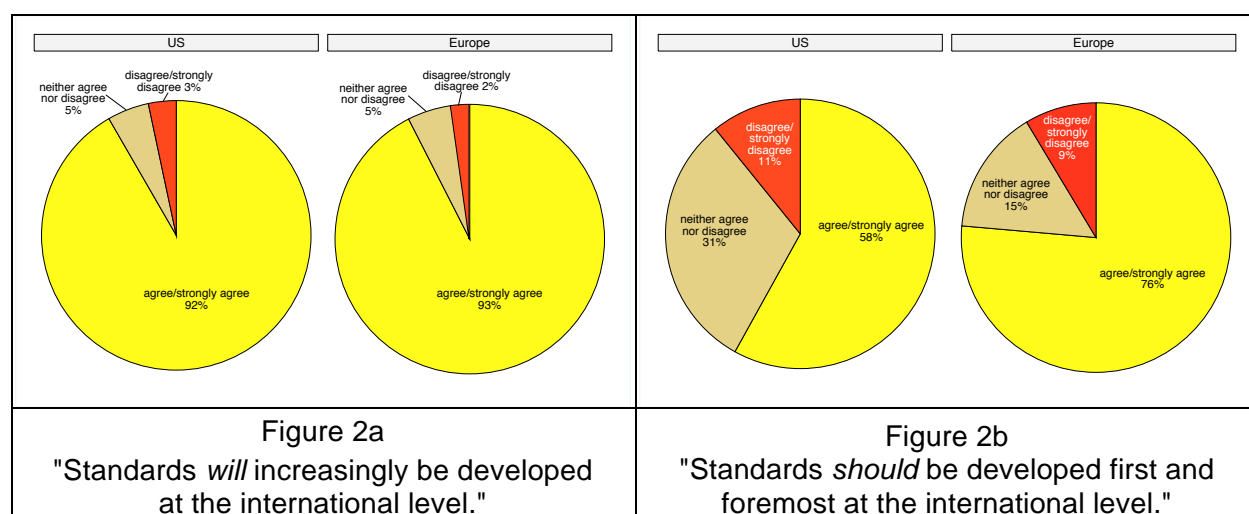 US
disagree/strongly
disagree 3%
neither agree
nor disagree
5%
agree/strongly agree
92%
Europe
disagree/strongly
disagree 2%
neither agree
nor disagree
5%
agree/strongly agree
93%
Figure 2a
"Standards will increasingly be developed
at the international level."
US
disagree/
strongly
disagree
11%
neither agree
nor disagree
31%
agree/strongly agree
58%
Europe
disagree/
strongly
disagree
9%
neither agree
nor disagree
15%
agree/strongly agree
76%
Figure 2b
"Standards should be developed first and
foremost at the international level."